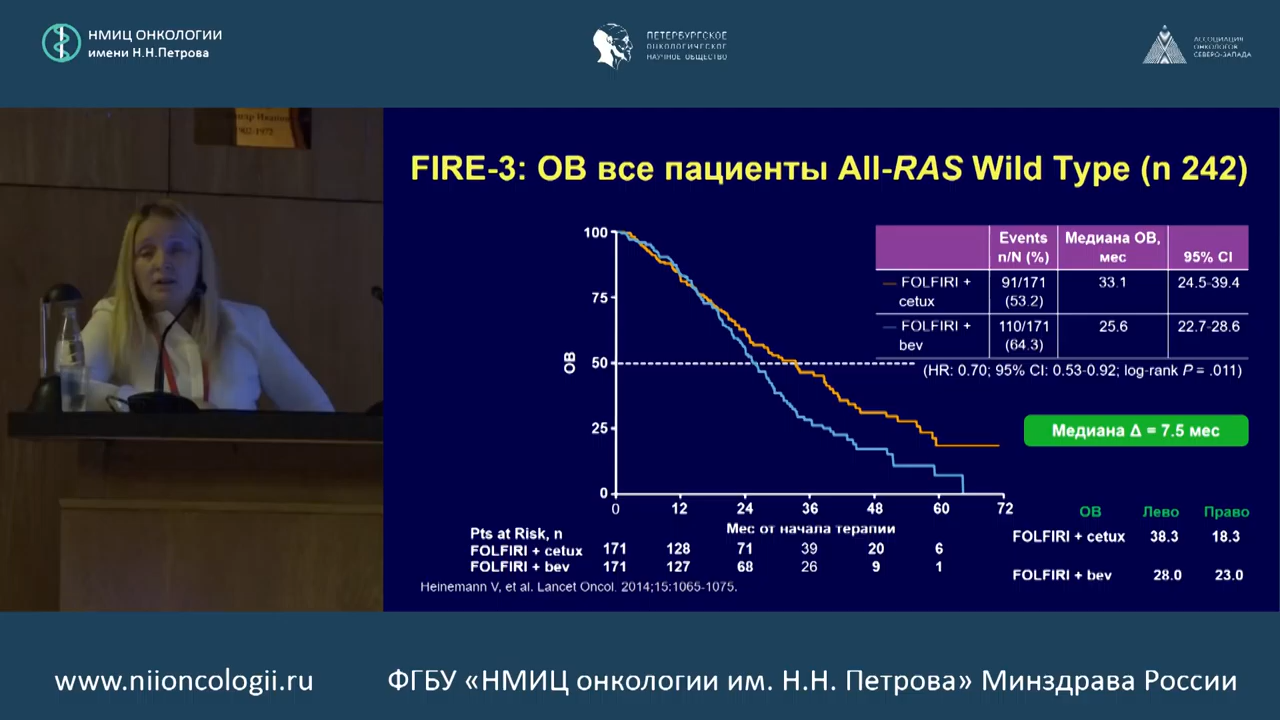 НМИЦ ОНКОЛОГИИ
имени Н.Н.Петрова
ПЕТЕРБУРГСКОЕ
ОНКОЛОГИЧЕСКОЕ
НАУЧНОЕ ОБЩЕСТВО
АССОЦИАЦИЯ
ОНКОЛОГОВ
СЕВЕРО-ЗАПАДА
1902-1975
FIRE-3: ОВ все пациенты All-RAS Wild Type (n 242)
Events n/N (%)
Медиана ОВ, мес
95% CI
FOLFIRI + cetux
91/171 (53.2)
33.1
24.5-39.4
FOLFIRI + bev
110/171 (64.3)
25.6
22.7-28.6
(HR: 0.70; 95% CI: 0.53-0.92; log-rank P = .011)
Медиана Δ = 7.5 мес
ОВ
100
75
50
25
0
0 12 24 36 48 60 72
Мес от начала терапии
Pts at Risk, n
FOLFIRI + cetux 171 128 71 39 20 6
FOLFIRI + bev 171 127 68 26 9 1
ОВ Лево Право
FOLFIRI + cetux 38.3 18.3
FOLFIRI + bev 28.0 23.0
Heinemann V, et al. Lancet Oncol. 2014;15:1065-1075.
www.niioncologii.ru
ФГБУ «НМИЦ онкологии им. Н.Н. Петрова» Минздрава России